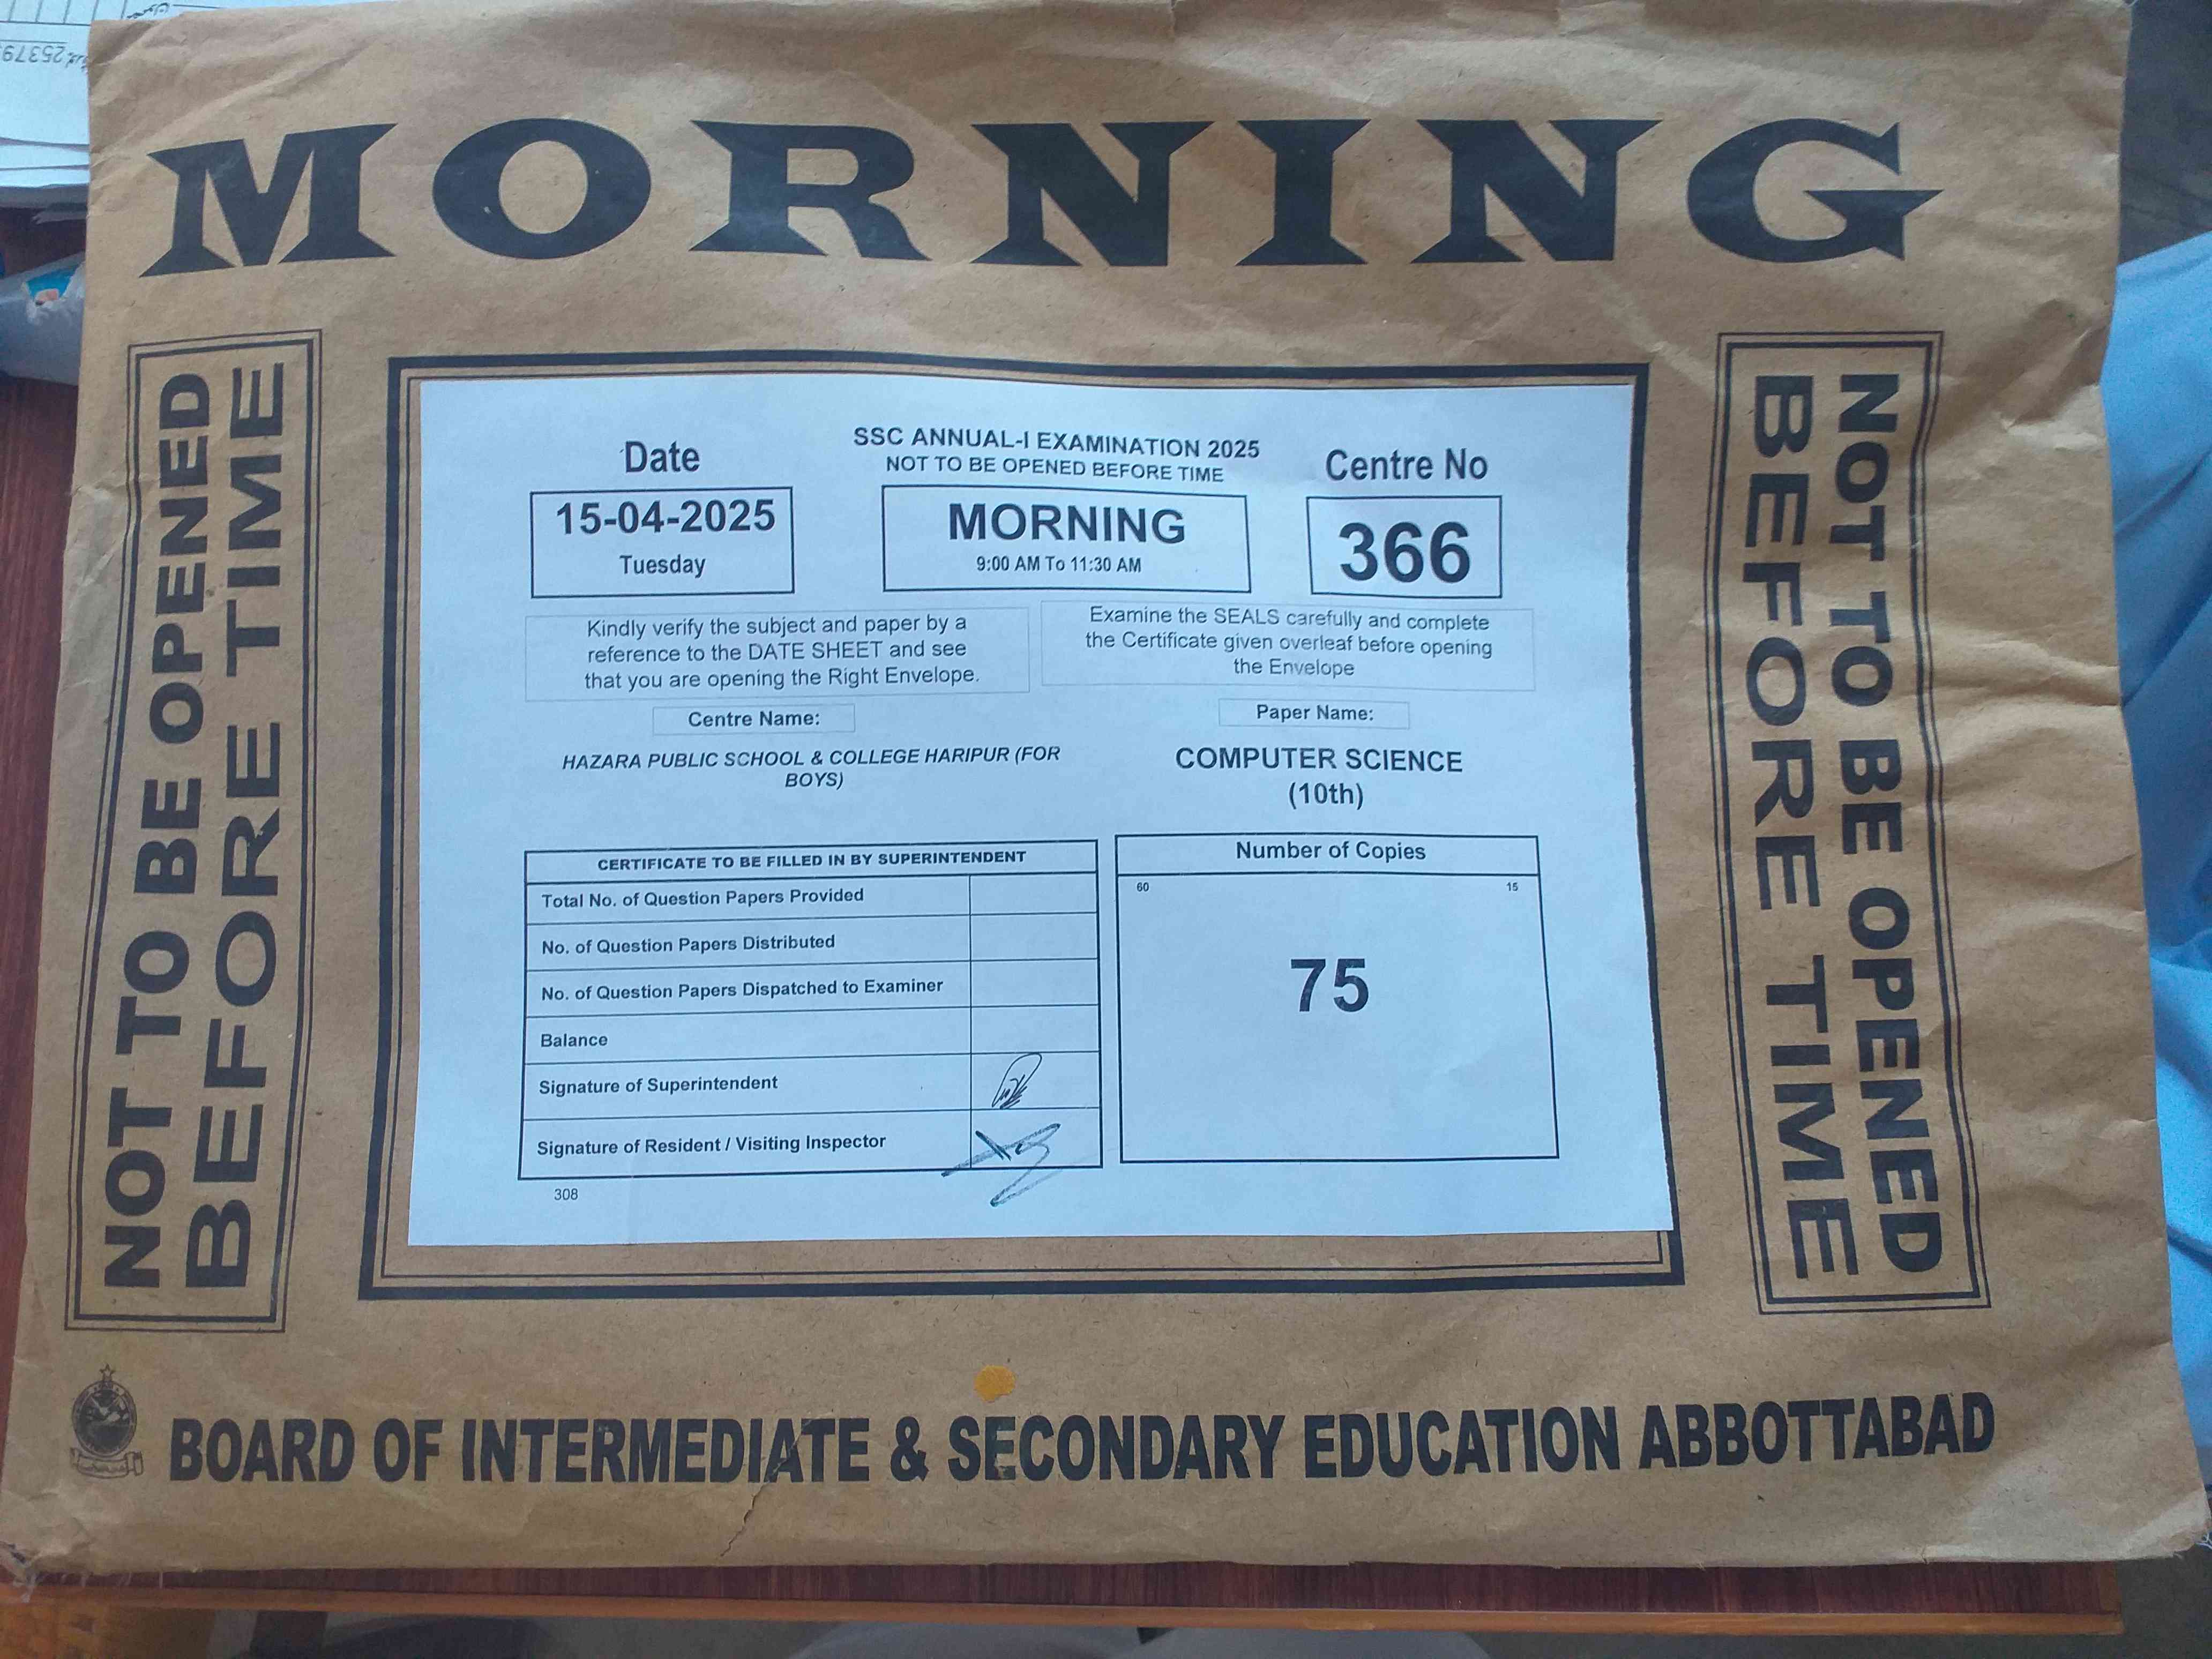 25379
MORNING
NOT TO BE OPENED
BEFORE TIME
NOT TO BE OPENED
BEFORE TIME
Date
15-04-2025
Tuesday
SSC ANNUAL-I EXAMINATION 2025
NOT TO BE OPENED BEFORE TIME
MORNING
9:00 AM To 11:30 AM
Centre No
366
Kindly verify the subject and paper by a
reference to the DATE SHEET and see
that you are opening the Right Envelope.
Examine the SEALS carefully and complete
the Certificate given overleaf before opening
the Envelope
Centre Name:
HAZARA PUBLIC SCHOOL & COLLEGE HARIPUR (FOR
BOYS)
Paper Name:
COMPUTER SCIENCE
(10th)
CERTIFICATE TO BE FILLED IN BY SUPERINTENDENT
Total No. of Question Papers Provided
No. of Question Papers Distributed
No. of Question Papers Dispatched to Examiner
Balance
Signature of Superintendent
Signature of Resident / Visiting Inspector
308
Number of Copies
60 15
75
BOARD OF INTERMEDIATE & SECONDARY EDUCATION ABBOTTABAD